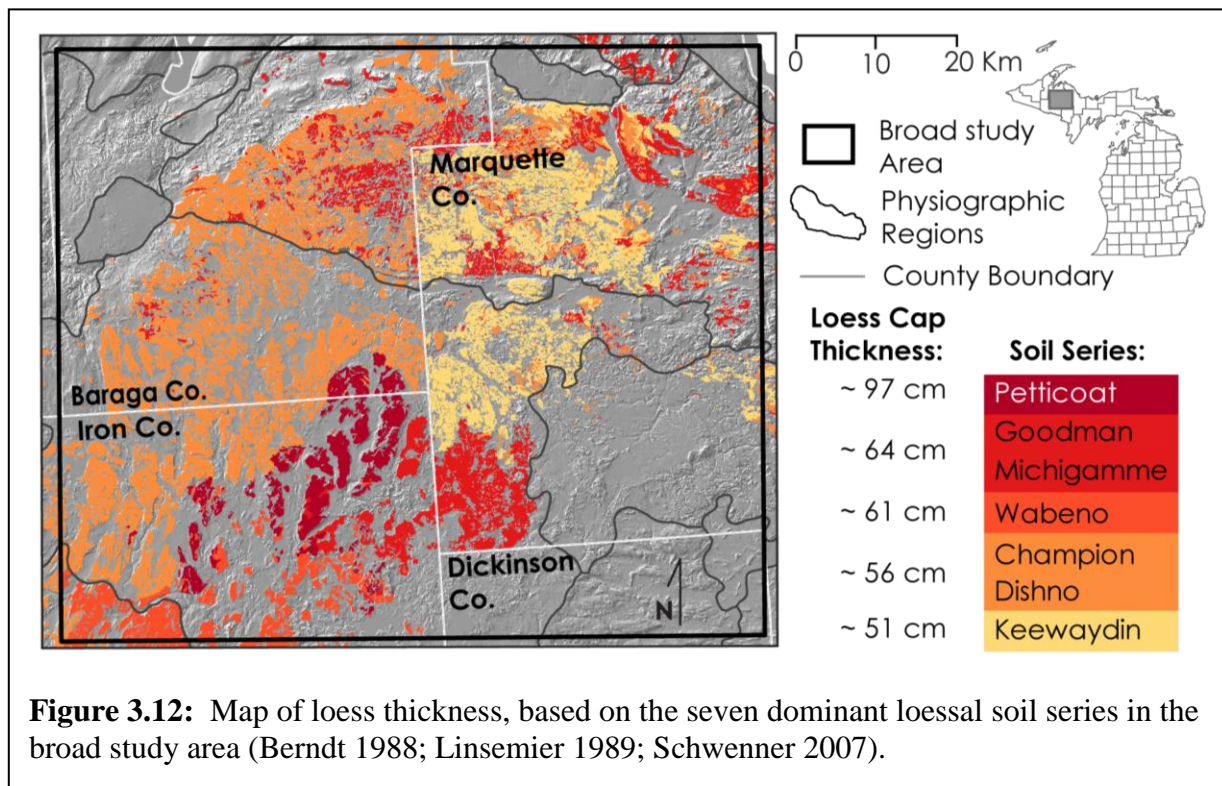 0 10 20 Km
Broad study
Area
Physiographic
Regions
County Boundary
Marquette
Co.
Baraga Co.
Iron Co.
Dickinson
Co.
N
Loess Cap
Thickness:
Soil Series:
~ 97 cm
Petticoat
~ 64 cm
Goodman
Michigamme
~ 61 cm
Wabeno
~ 56 cm
Champion
Dishno
~ 51 cm
Keewaydin
Figure 3.12: Map of loess thickness, based on the seven dominant loessal soil series in the
broad study area (Berndt 1988; Linsemier 1989; Schwenner 2007).